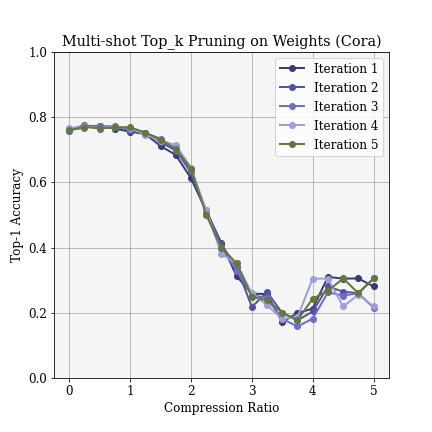 Multi-shot Top_k Pruning on Weights (Cora)
1.0
0.8
0.6
0.4
0.2
0.0
Top-1 Accuracy
Iteration 1
Iteration 2
Iteration 3
Iteration 4
Iteration 5
0 1 2 3 4 5
Compression Ratio